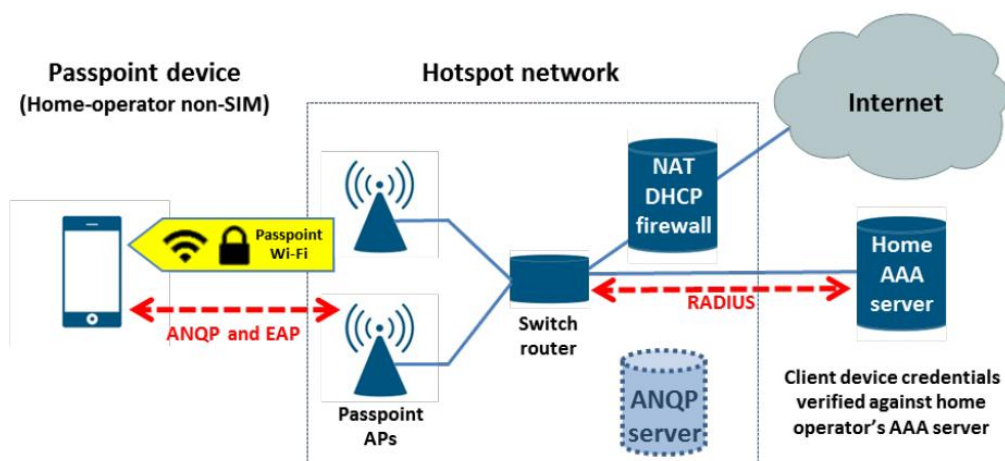 Passpoint device
(Home-operator non-SIM)
Hotspot network
Internet
NAT
DHCP
firewall
Passpoint
Wi-Fi
Home
AAA
server
ANQP and EAP
RADIUS
Switch
router
Passpoint
APs
ANQP
server
Client device credentials
verified against home
operator's AAA server